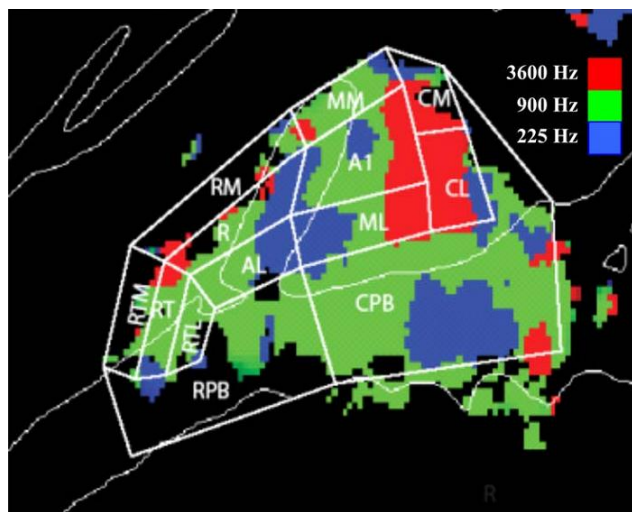 3600 Hz
900 Hz
225 Hz
MM
CM
A1
RM
CL
R
ML
AL
RTM
RT
RTL
CPB
RPB
R